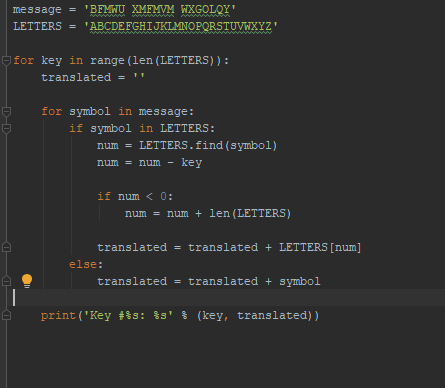 message = 'BFMWU XMFMVM WXGOLQY'
LETTERS = 'ABCDEFGHIJKLMNOPQRSTUVWXYZ'
for key in range(len(LETTERS)):
    translated = ''
    for symbol in message:
        if symbol in LETTERS:
            num = LETTERS.find(symbol)
            num = num - key
            if num < 0:
                num = num + len(LETTERS)
            translated = translated + LETTERS[num]
        else:
            translated = translated + symbol
    print('Key #%s: %s' % (key, translated))